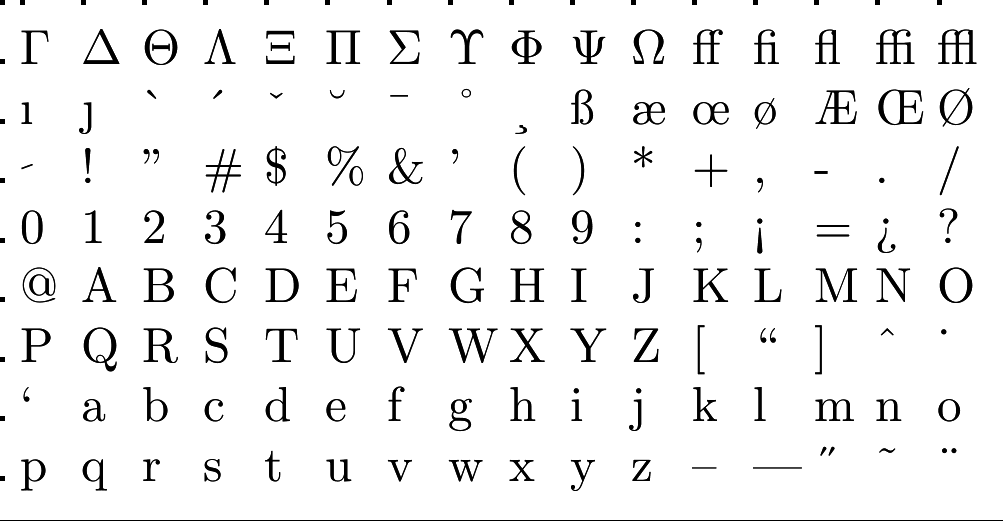 Γ Δ Θ Λ Ξ Π Σ Υ Φ Ψ Ω ff fi fl ffi ffl
ı ȷ ` ´ ˇ ˘ ¯ ˚ ¸ ß æ œ ø Æ Œ Ø
- ! ” # $ % & ’ ( ) * + , - . /
0 1 2 3 4 5 6 7 8 9 : ; ¡ = ¿ ?
@ A B C D E F G H I J K L M N O
P Q R S T U V W X Y Z [ “ ] ˆ ˙
‘ a b c d e f g h i j k l m n o
p q r s t u v w x y z – — ˝ ˜ ¨